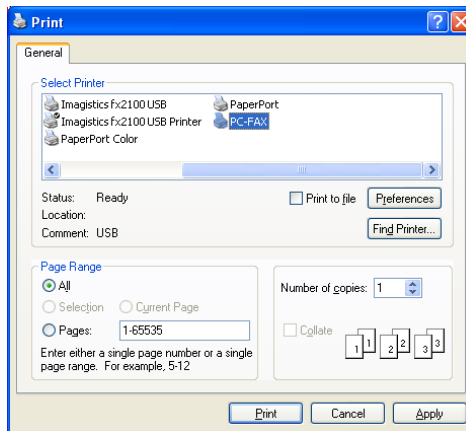 Print
General
Select Printer
Imagistics fx2100 USB
PaperPort
Imagistics fx2100 USB Printer
PC-FAX
PaperPort Color
Status: Ready
Print to file
Preferences
Location:
Comment: USB
Find Printer...
Page Range
All
Number of copies: 1
Selection
Current Page
Collate
Pages: 1-65535
1 1 2 2 3 3
Enter either a single page number or a single
page range. For example, 5-12
Print
Cancel
Apply